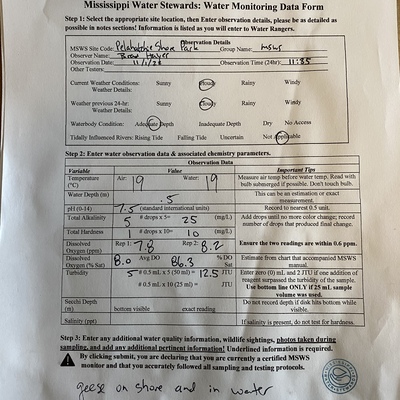 Mississippi Water Stewards: Water Monitoring Data Form
Step 1: Select the appropriate site location, then Enter observation details, please be as detailed as
possible in notes sections! Information is listed as you will enter to Water Rangers.
Observation Details
MSWS Site Code: Pelahatchie Shore Park Group Name: MSWS
Observer Name:
Observation Date: Observation Time (24hr): 11:35
Other Testers:
Current Weather Conditions: Sunny Cloudy Rainy Windy
Weather Details:
Weather previous 24-hr: Sunny Cloudy Rainy Windy
Weather Details:
Waterbody Condition: Adequate Depth Inadequate Depth Dry No Access
Tidally Influenced Rivers: Rising Tide Falling Tide Uncertain Not Applicable
Step 2: Enter water observation data & associated chemistry parameters.
Observation Data
Variable Value Important Tips
Temperature (°C) Air: 19 Water: 19 Measure air temp before water temp. Read with bulb submerged if possible. Don't touch bulb.
Water Depth (m) .5 This can be an estimation or exact measurement.
pH (0-14) 7.5 (standard international units) Record to nearest 0.5 unit.
Total Alkalinity 5 # drops x 5= 25 (mg/L) Add drops until no more color change; record number of drops that produced final change.
Total Hardness 1 # drops x 10= 10 (mg/L)
Dissolved Oxygen (ppm) Rep 1: 7.8 Rep 2: 8.2 Ensure the two readings are within 0.6 ppm.
Dissolved Oxygen (% Sat) 8.0 Avg DO 86.3 % DO Sat Estimate from chart that accompanied MSWS manual.
Turbidity 5 # 0.5 mL x 5 (50 ml) = 12.5 JTU Enter zero (0) mL and 2 JTU if one addition of reagent surpassed the turbidity of the sample.
# 0.5 mL x 10 (25 ml) = JTU Use bottom line ONLY if 25 mL sample volume was used.
Secchi Depth (m) bottom visible exact reading Do not record depth if disk hits bottom while visible.
Salinity (ppt) If salinity is present, do not test for hardness.
Step 3: Enter any additional water quality information, wildlife sightings, photos taken during
sampling, and add any additional pertinent information! Underlined information is required.
By clicking submit, you are declaring that you are currently a certified MSWS
monitor and that you accurately followed all sampling and testing protocols.
geese on shore and in water